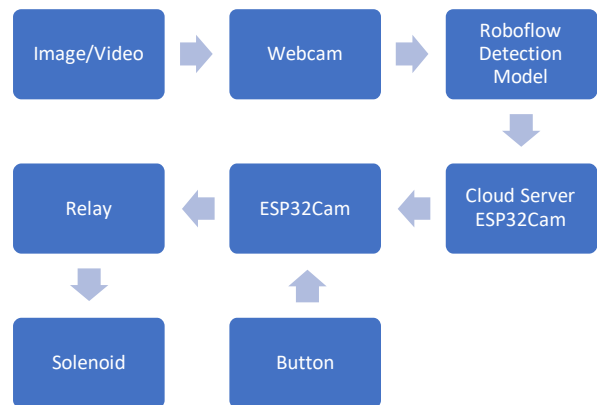 Image/Video
Webcam
Roboflow
Detection
Model
Relay
ESP32Cam
Cloud Server
ESP32Cam
Solenoid
Button